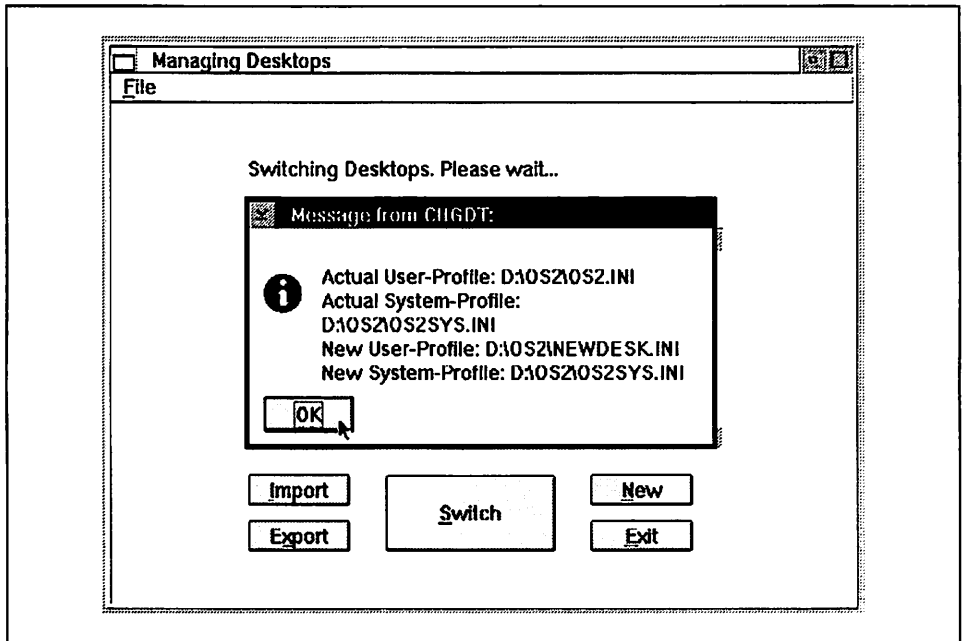 Managing Desktops
File
Switching Desktops. Please wait...
Message from CHGDT:
Actual User-Profile: D:\OS2\OS2.INI
Actual System-Profile:
D:\OS2\OS2SYS.INI
New User-Profile: D:\OS2\NEWDESK.INI
New System-Profile: D:\OS2\OS2SYS.INI
OK
Import
Switch
New
Export
Exit